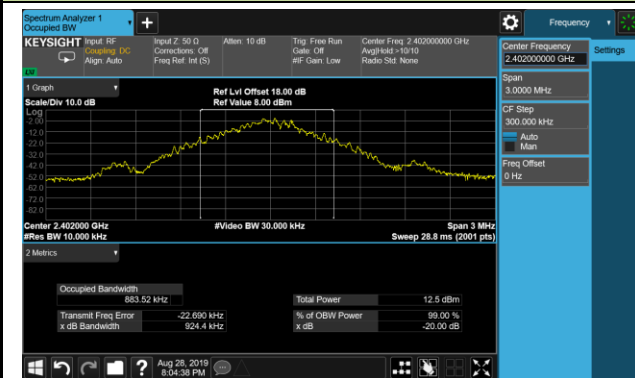 Spectrum Analyzer 1
Occupied BW
Frequency
KEYSIGHT
Input: RF
Coupling: DC
Align: Auto
Input Z: 50 Ω
Corrections: Off
Freq Ref: Int (S)
Atten: 10 dB
Trig: Free Run
Gate: Off
#IF Gain: Low
Center Freq: 2.402000000 GHz
Avg|Hold:>10/10
Radio Std: None
Center Frequency
2.402000000 GHz
Settings
Span
3.0000 MHz
CF Step
300.000 kHz
Auto
Man
Freq Offset
0 Hz
1 Graph
Scale/Div 10.0 dB
Ref Lvl Offset 18.00 dB
Ref Value 8.00 dBm
Log
-2.00
-12.0
-22.0
-32.0
-42.0
-52.0
-62.0
-72.0
-82.0
Center 2.402000 GHz
#Res BW 10.000 kHz
#Video BW 30.000 kHz
Span 3 MHz
Sweep 28.8 ms (2001 pts)
2 Metrics
Occupied Bandwidth
883.52 kHz
Total Power 12.5 dBm
Transmit Freq Error -22.690 kHz
% of OBW Power 99.00 %
x dB Bandwidth 924.4 kHz
x dB -20.00 dB
Aug 28, 2019
8:04:38 PM